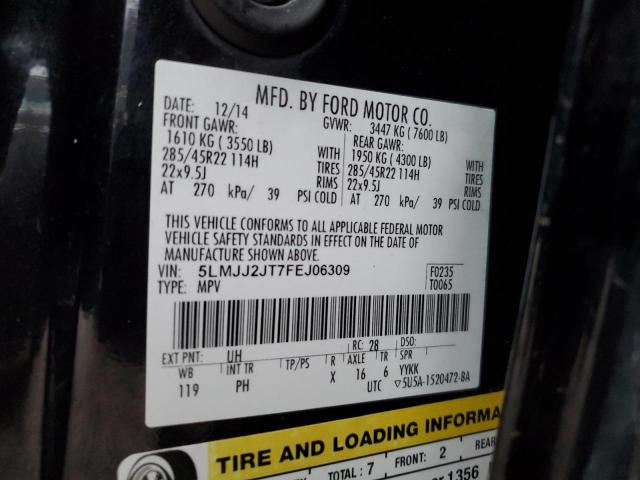 MFD. BY FORD MOTOR CO.
DATE: 12/14 GVWR: 3447 KG ( 7600 LB)
FRONT GAWR: REAR GAWR:
1610 KG ( 3550 LB) WITH 1950 KG ( 4300 LB) WITH
285/45R22 114H TIRES 285/45R22 114H TIRES
22x9.5J RIMS 22x9.5J RIMS
AT 270 kPa/ 39 PSI COLD AT 270 kPa/ 39 PSI COLD
THIS VEHICLE CONFORMS TO ALL APPLICABLE FEDERAL MOTOR
VEHICLE SAFETY STANDARDS IN EFFECT ON THE DATE OF
MANUFACTURE SHOWN ABOVE.
VIN: 5LMJJ2JT7FEJ06309 F0235
TYPE: MPV T0065
EXT PNT: UH RC: 28 DSO:
WB INT TR TP/PS R AXLE TR SPR
119 PH X 16 6 YYKK
UTC ▽5U5A-1520472-BA
TIRE AND LOADING INFORMA
TOTAL: 7 FRONT: 2 REAR
1356